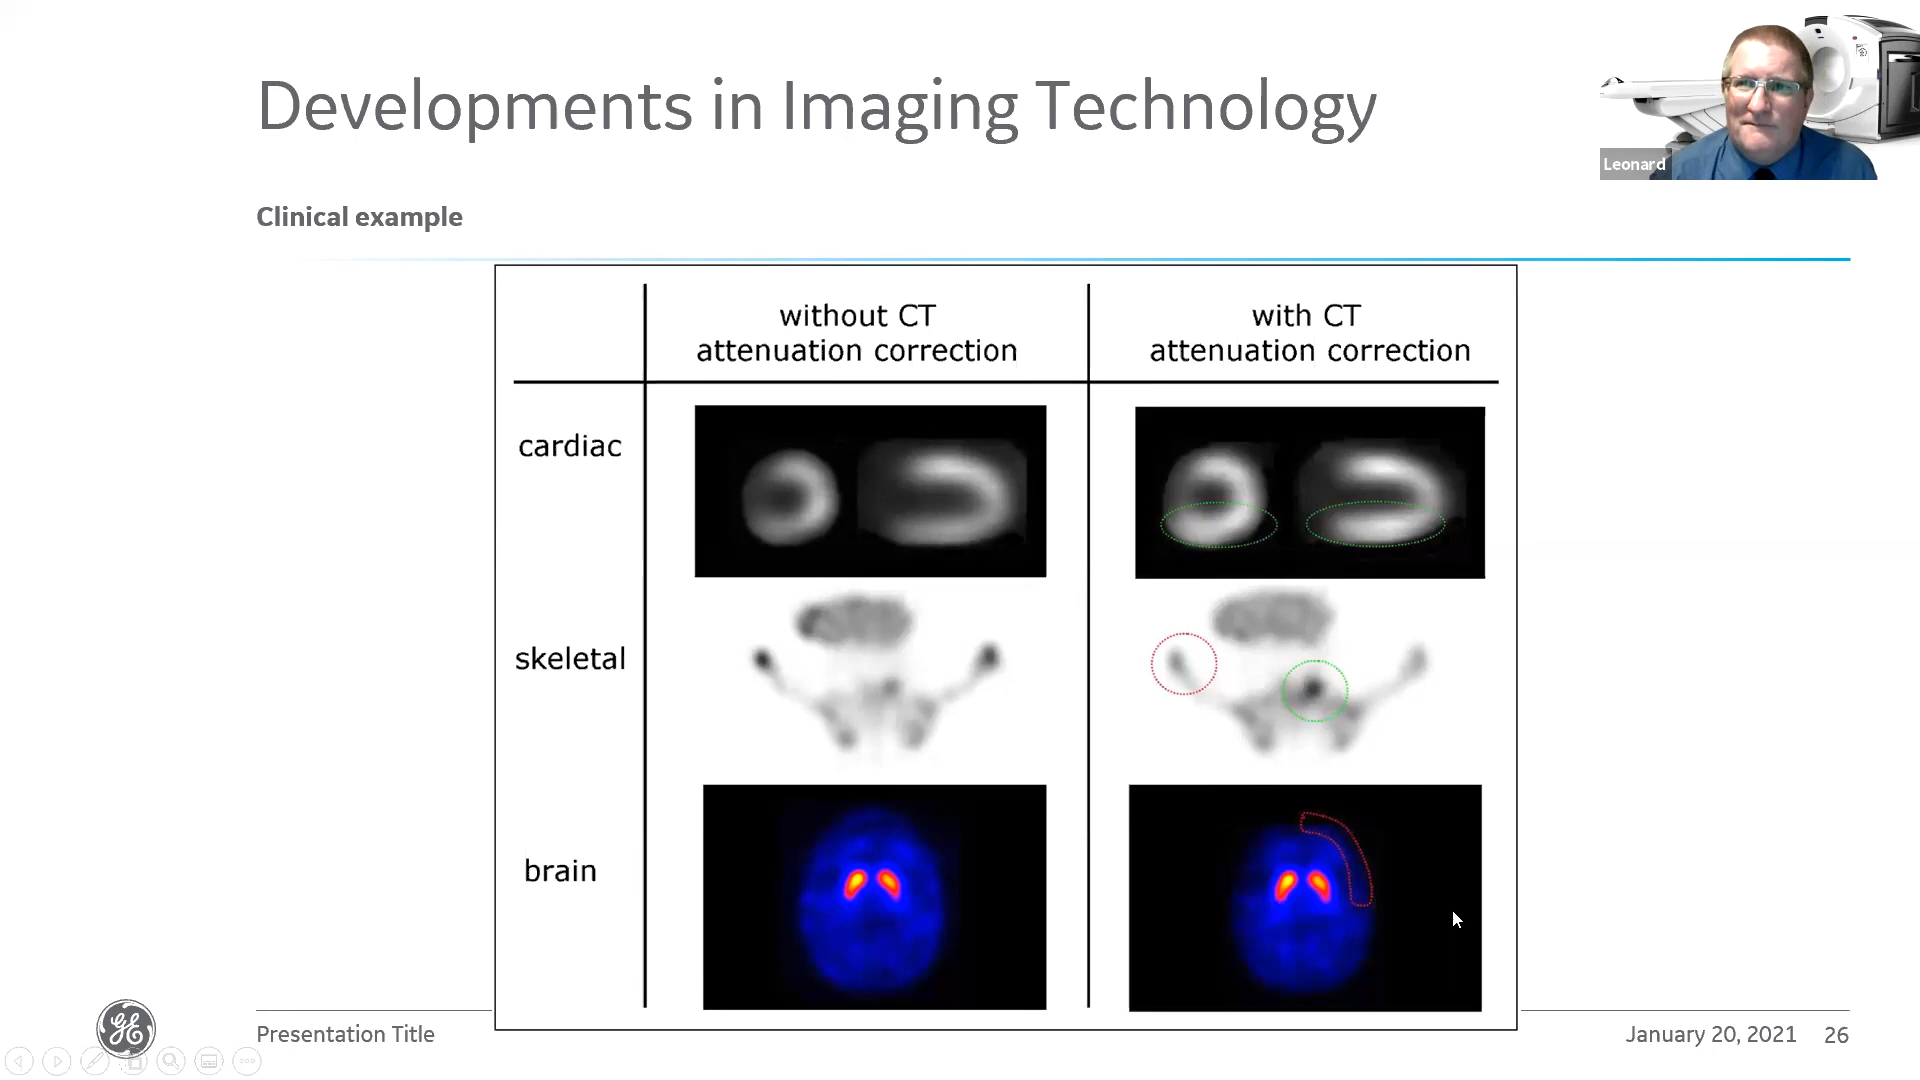 Developments in Imaging Technology
Leonard
Clinical example
without CT
attenuation correction
with CT
attenuation correction
cardiac
skeletal
brain
GE
Presentation Title
January 20, 2021 26